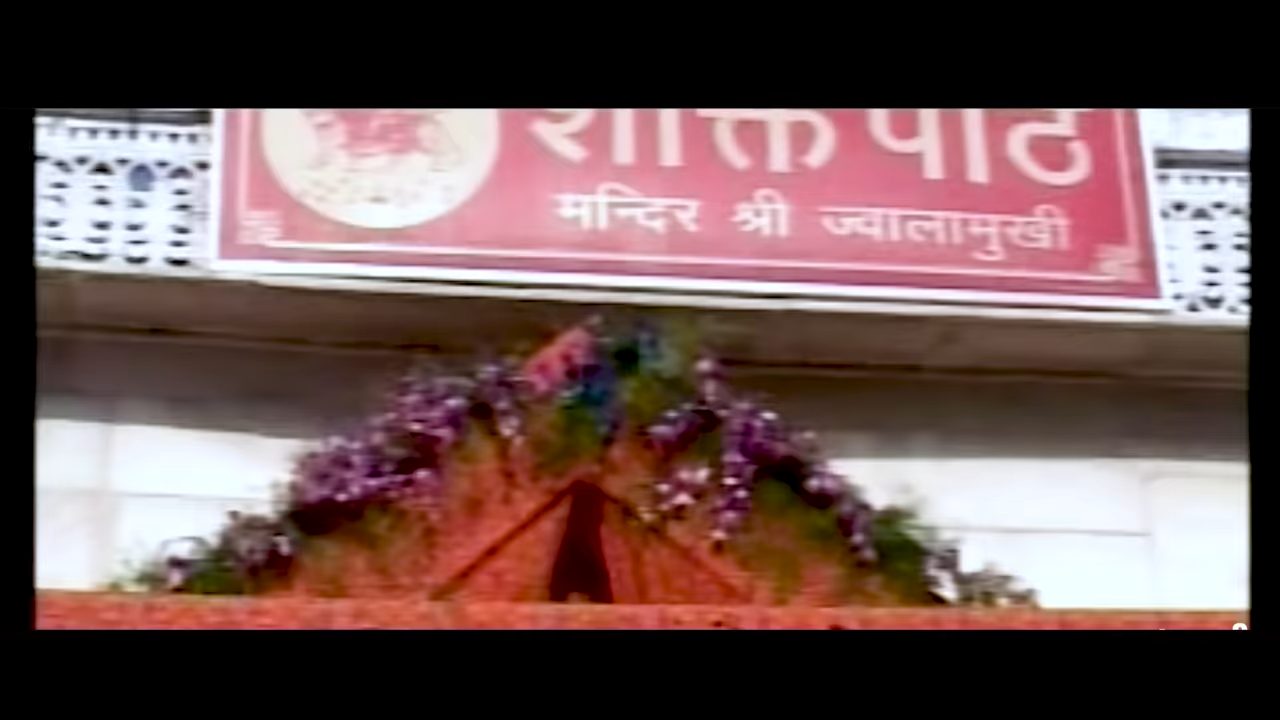 शक्ति पीठ
मन्दिर श्री ज्वालामुखी